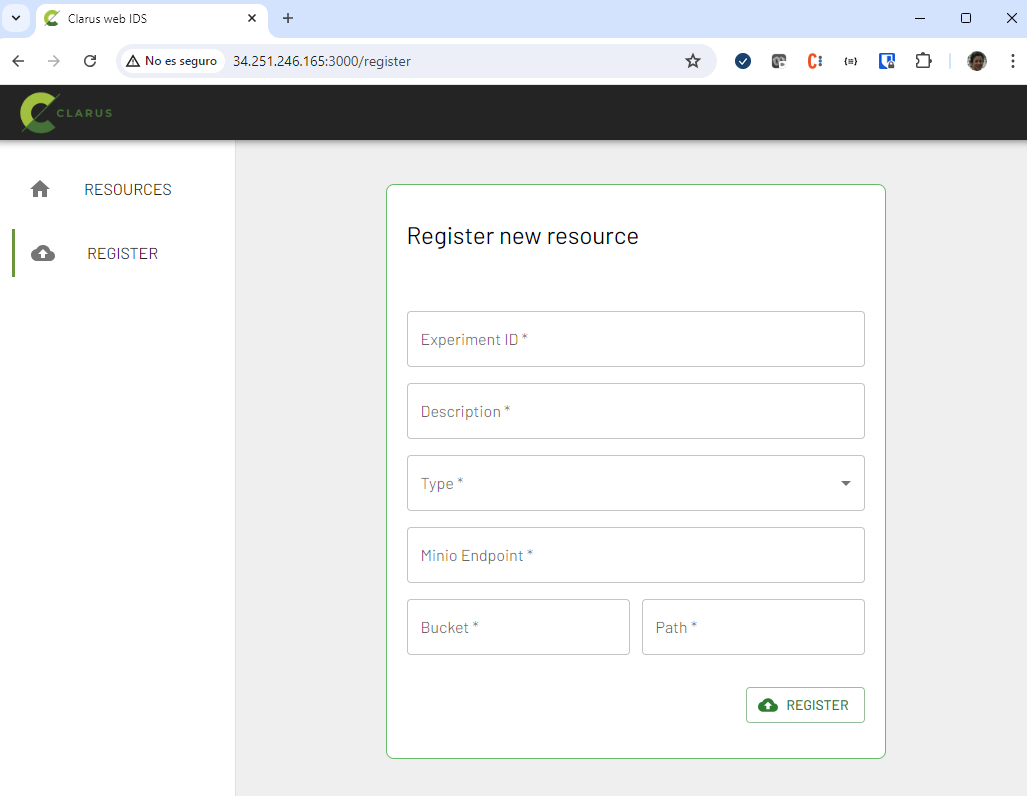 Clarus web IDS
No es seguro 34.251.246.165:3000/register
CLARUS
RESOURCES
REGISTER
Register new resource
Experiment ID *
Description *
Type *
Minio Endpoint *
Bucket * Path *
REGISTER